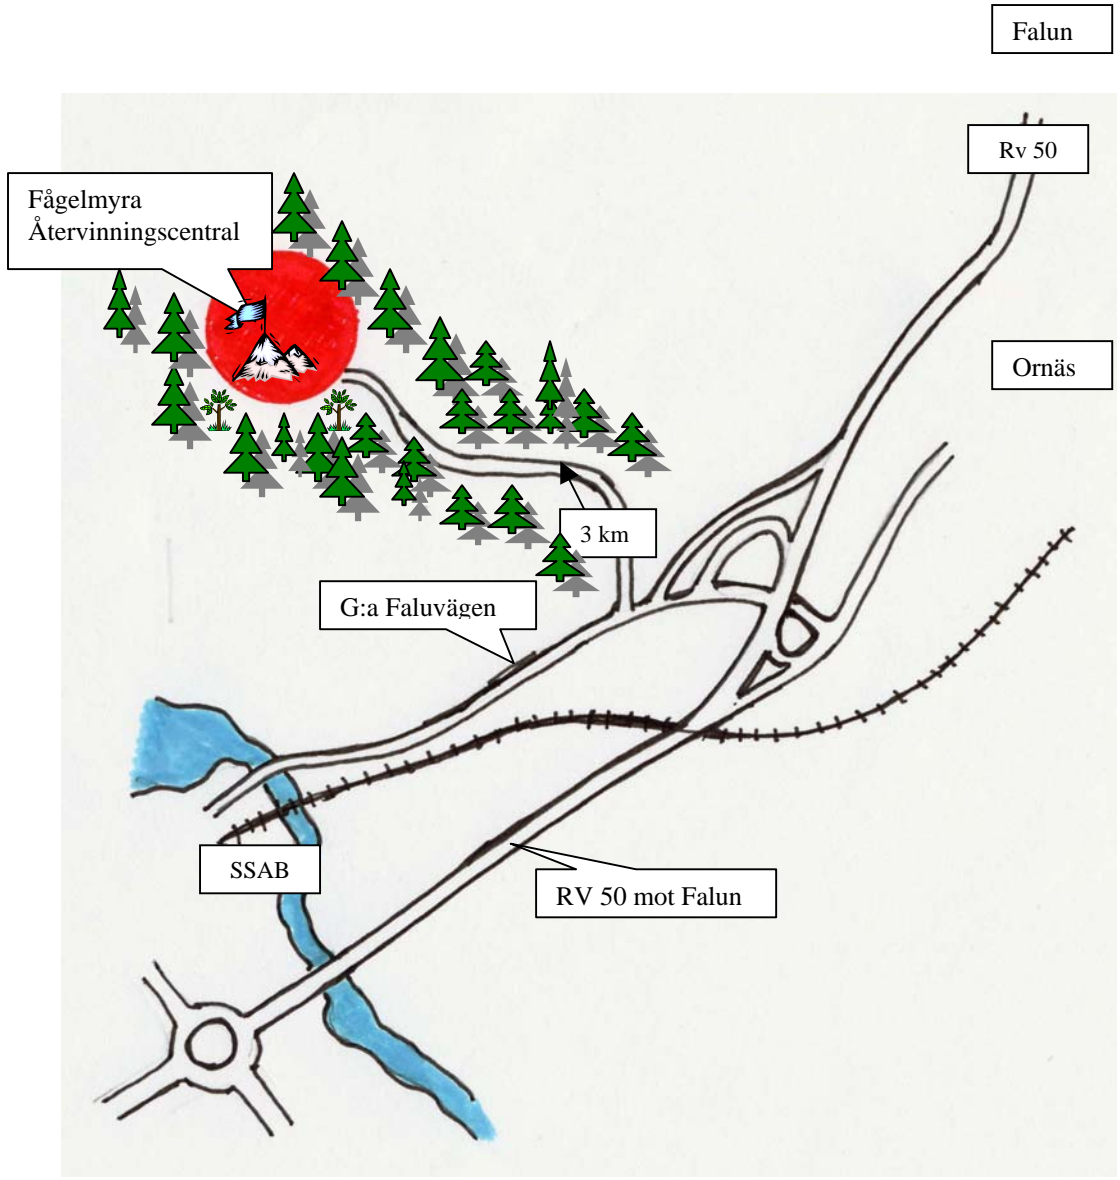 Falun
Rv 50
Fågelmyra
Återvinningscentral
Ornäs
3 km
G:a Faluvägen
SSAB
RV 50 mot Falun